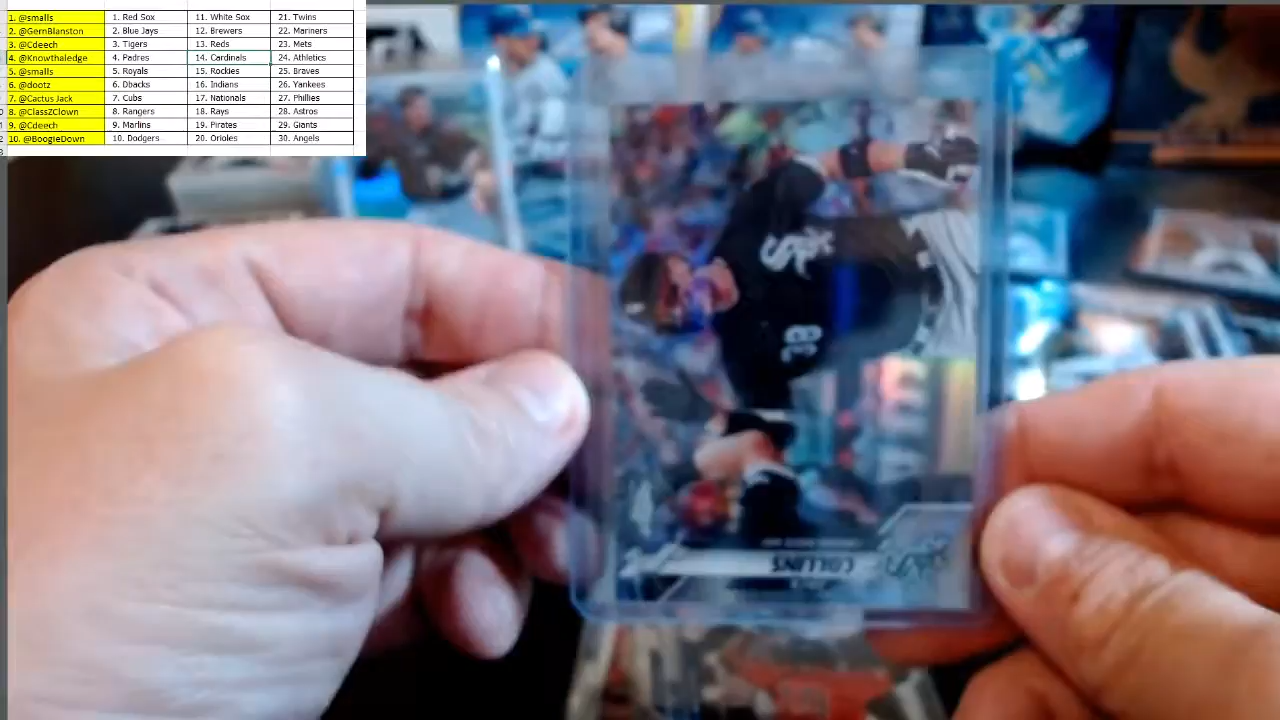 1. @smalls 1. Red Sox 11. White Sox 21. Twins
2. @GernBlanston 2. Blue Jays 12. Brewers 22. Mariners
3. @Cdeech 3. Tigers 13. Reds 23. Mets
4. @Knowthaledge 4. Padres 14. Cardinals 24. Athletics
5. @smalls 5. Royals 15. Rockies 25. Braves
6. @dootz 6. Dbacks 16. Indians 26. Yankees
7. @Cactus Jack 7. Cubs 17. Nationals 27. Phillies
8. @ClassZClown 8. Rangers 18. Rays 28. Astros
9. @Cdeech 9. Marlins 19. Pirates 29. Giants
10. @BoogieDown 10. Dodgers 20. Orioles 30. Angels
Sox
COLLINS